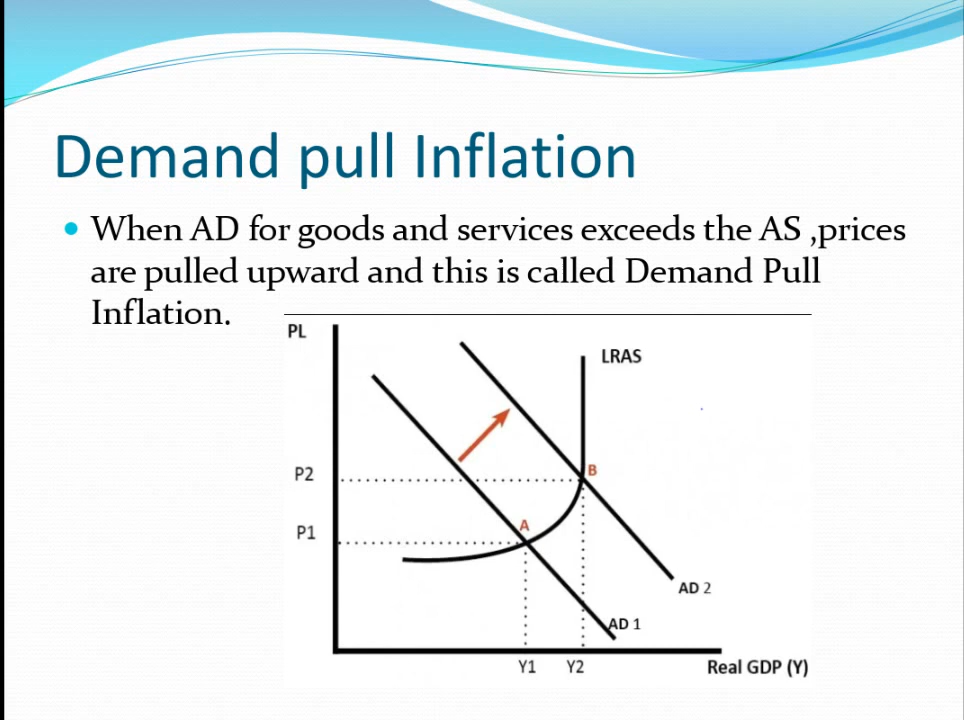 Demand pull Inflation
• When AD for goods and services exceeds the AS ,prices
are pulled upward and this is called Demand Pull
Inflation.
PL
LRAS
P2
B
P1
A
AD 2
AD 1
Y1
Y2
Real GDP (Y)